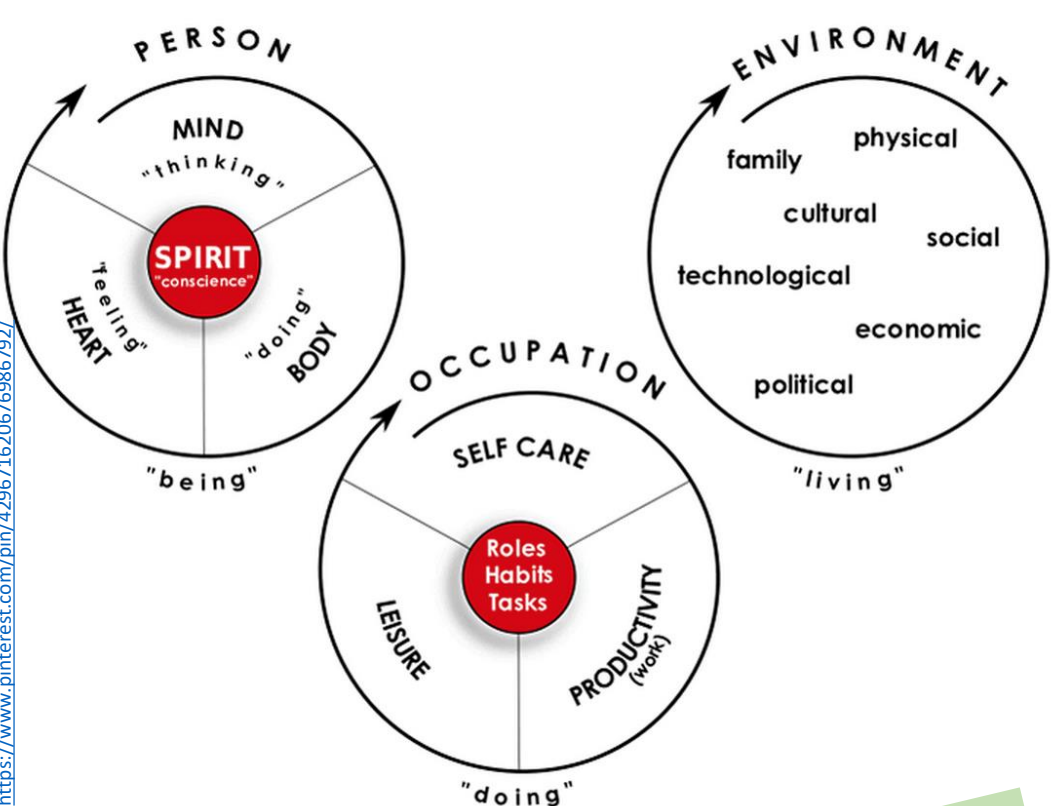 PERSON
MIND
"thinking"
SPIRIT
"conscience"
"feeling"
HEART
"doing"
BODY
"being"
ENVIRONMENT
physical
family
cultural
social
technological
economic
political
"living"
OCCUPATION
SELF CARE
Roles
Habits
Tasks
LEISURE
PRODUCTIVITY
(work)
"doing"
https://www.pinterest.com/pin/429671620676986792/